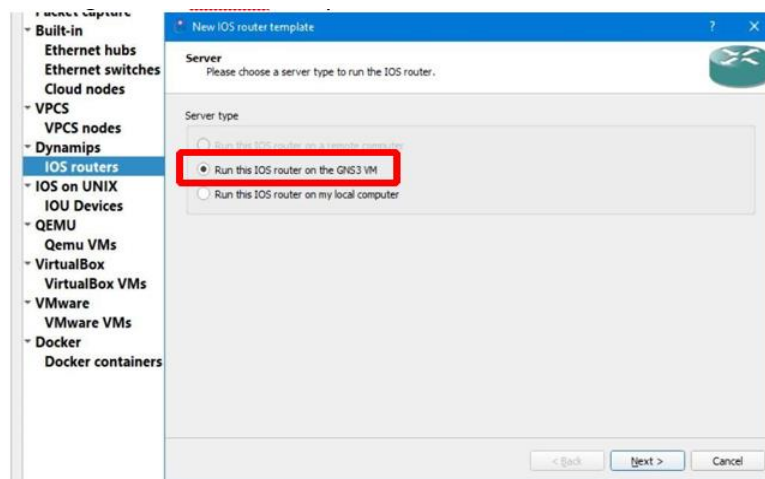 Packet capture
Built-in
Ethernet hubs
Ethernet switches
Cloud nodes
VPCS
VPCS nodes
Dynamips
IOS routers
IOS on UNIX
IOU Devices
QEMU
Qemu VMs
VirtualBox
VirtualBox VMs
VMware
VMware VMs
Docker
Docker containers
New IOS router template
? ×
Server
Please choose a server type to run the IOS router.
Server type
Run this IOS router on a remote computer
Run this IOS router on the GNS3 VM
Run this IOS router on my local computer
< Back
Next >
Cancel